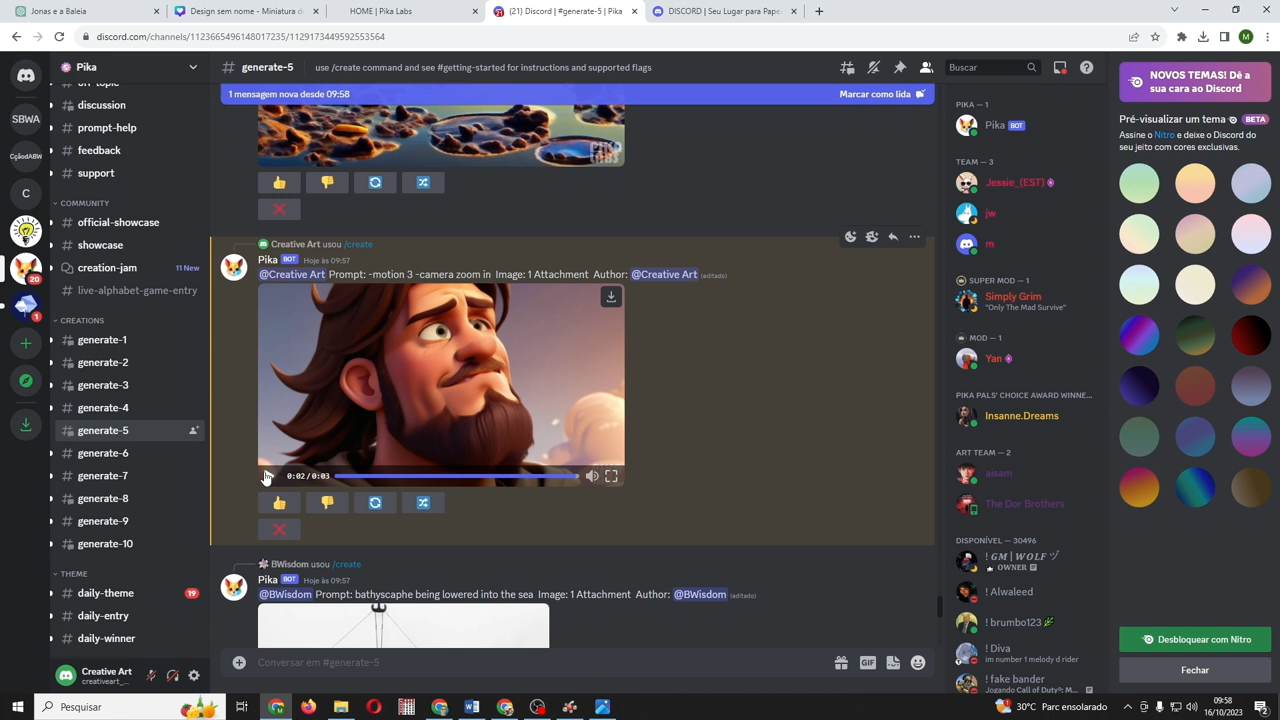 Jonas e a Baleia
Design sem nome - Miniatura d
HOME | Pika Labs
(21) Discord | #generate-5 | Pika
DISCORD | Seu Lugar para Pape
discord.com/channels/1123665496148017235/1129173449592553564
M
Pika
generate-5
use /create command and see #getting-started for instructions and supported flags
Buscar
1 mensagem nova desde 09:58
Marcar como lida
SBWA
CçãodABW
C
20
1
off-topic
discussion
prompt-help
feedback
support
COMMUNITY
official-showcase
showcase
creation-jam
11 New
live-alphabet-game-entry
CREATIONS
generate-1
generate-2
generate-3
generate-4
generate-5
generate-6
generate-7
generate-8
generate-9
generate-10
THEME
daily-theme
19
daily-entry
daily-winner
Creative Art
creativeart_...
PIKA LABS
Creative Art usou /create
Pika BOT Hoje às 09:57
@Creative Art Prompt: -motion 3 -camera zoom in Image: 1 Attachment Author: @Creative Art (editado)
0:02/0:03
BWisdom usou /create
Pika BOT Hoje às 09:57
@BWisdom Prompt: bathyscaphe being lowered into the sea Image: 1 Attachment Author: @BWisdom (editado)
Conversar em #generate-5
GIF
PIKA — 1
Pika BOT
TEAM — 3
Jessie_(EST)
jw
m
SUPER MOD — 1
Simply Grim
"Only The Mad Survive"
MOD — 1
Yan
PIKA PALS' CHOICE AWARD WINNE...
Insanne.Dreams
ART TEAM — 2
aisam
The Dor Brothers
DISPONÍVEL — 30496
! GM | WOLF ヅ
OWNER
! Alwaleed
! brumbo123
! Diva
im number 1 melody d rider
! fake bander
Jogando Call of Duty®: M...
NOVOS TEMAS! Dê a
sua cara ao Discord
Pré-visualizar um tema BETA
Assine o Nitro e deixe o Discord do
seu jeito com cores exclusivas.
Desbloquear com Nitro
Fechar
Pesquisar
30°C Parc ensolarado
09:58
16/10/2023